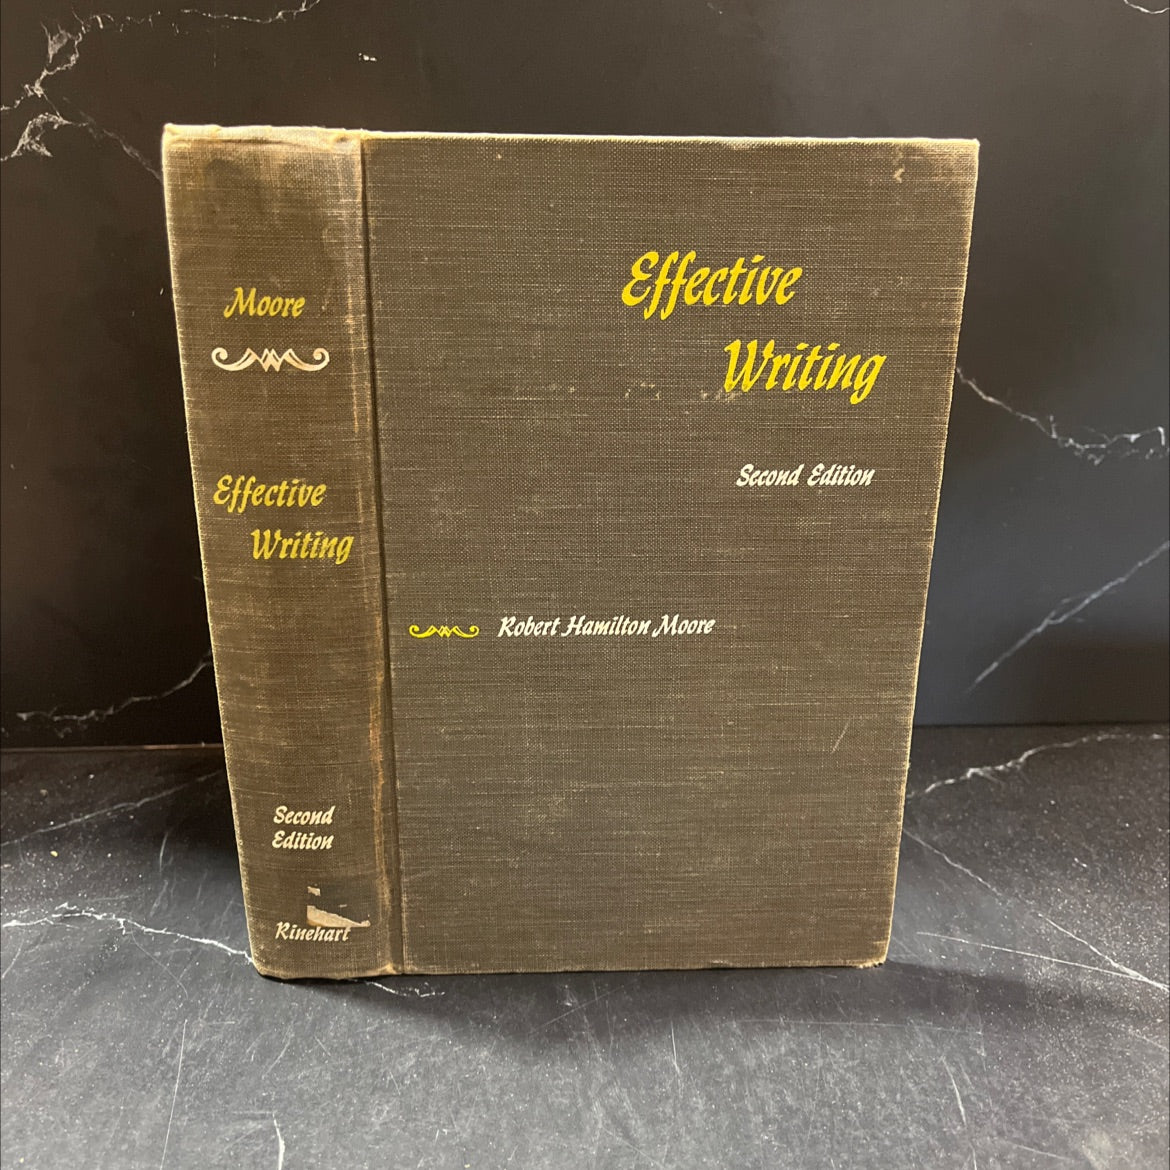 Moore
Effective
Writing
Second
Edition
Rinehart
Effective
Writing
Second Edition
Robert Hamilton Moore